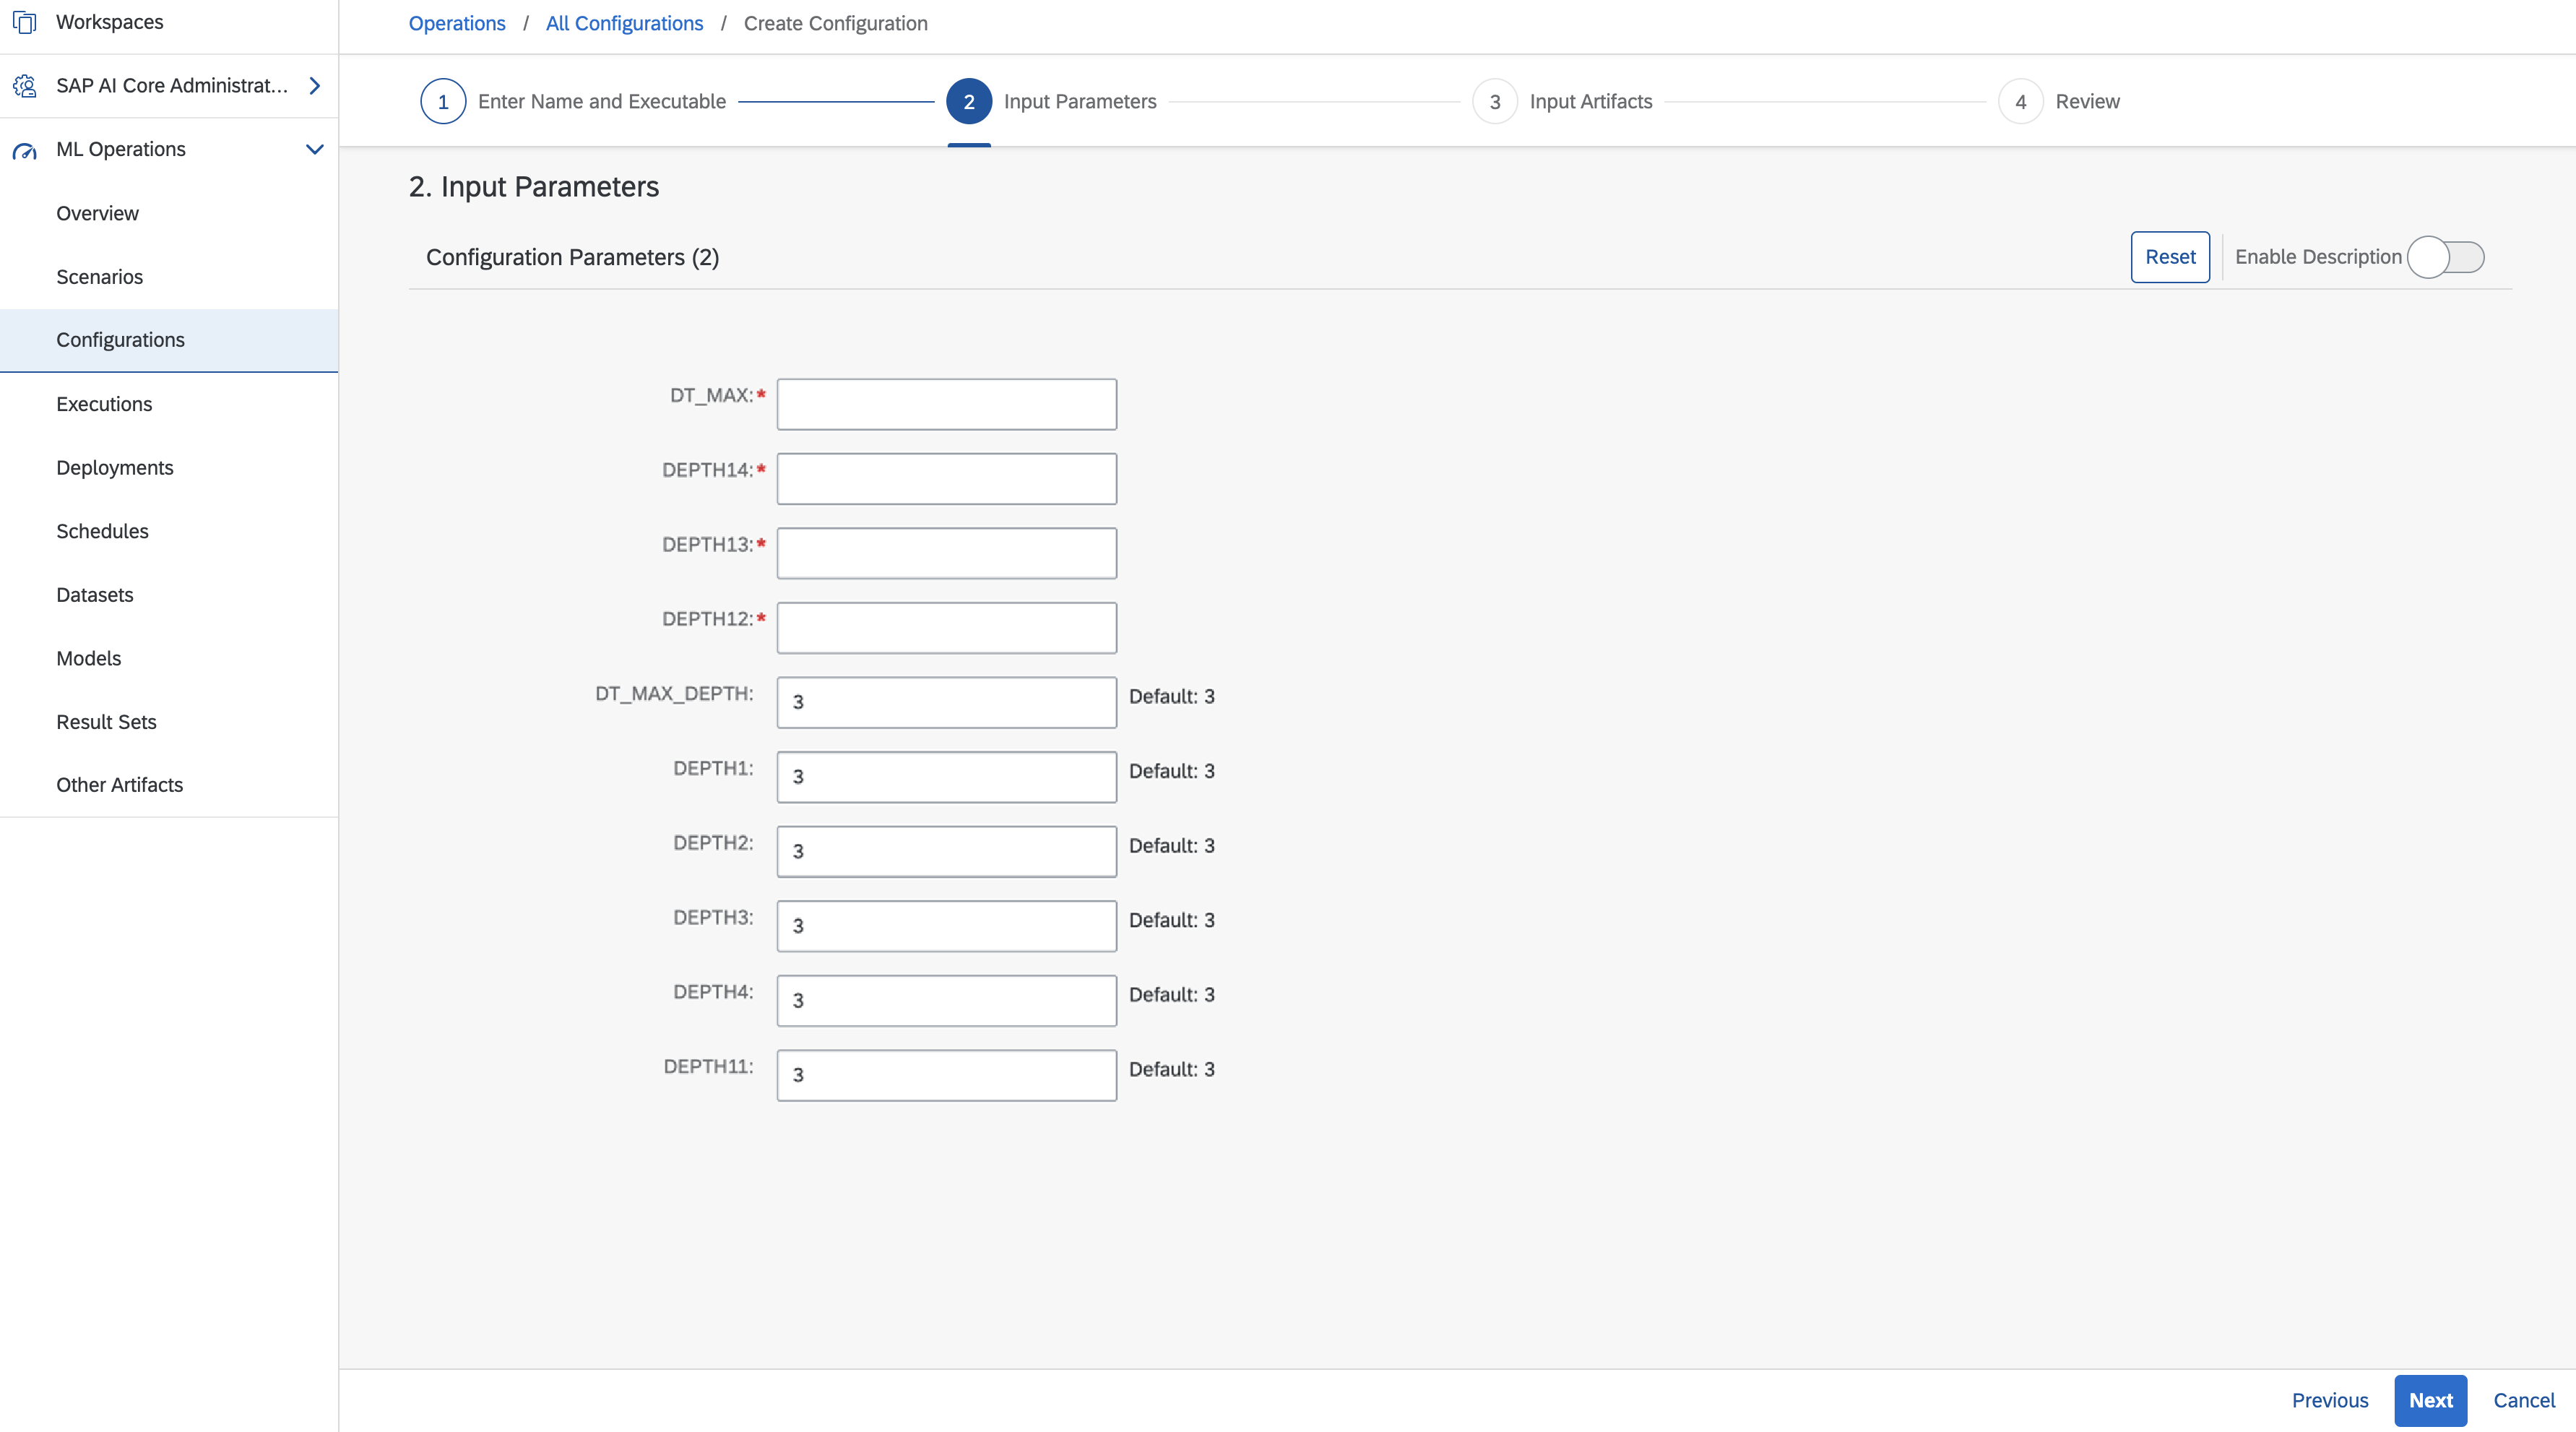 Workspaces
SAP AI Core Administrat...
ML Operations
Overview
Scenarios
Configurations
Executions
Deployments
Schedules
Datasets
Models
Result Sets
Other Artifacts
Operations / All Configurations / Create Configuration
1 Enter Name and Executable 2 Input Parameters 3 Input Artifacts 4 Review
2. Input Parameters
Configuration Parameters (2) Reset Enable Description
DT_MAX:*
DEPTH14:*
DEPTH13:*
DEPTH12:*
DT_MAX_DEPTH: 3 Default: 3
DEPTH1: 3 Default: 3
DEPTH2: 3 Default: 3
DEPTH3: 3 Default: 3
DEPTH4: 3 Default: 3
DEPTH11: 3 Default: 3
Previous Next Cancel